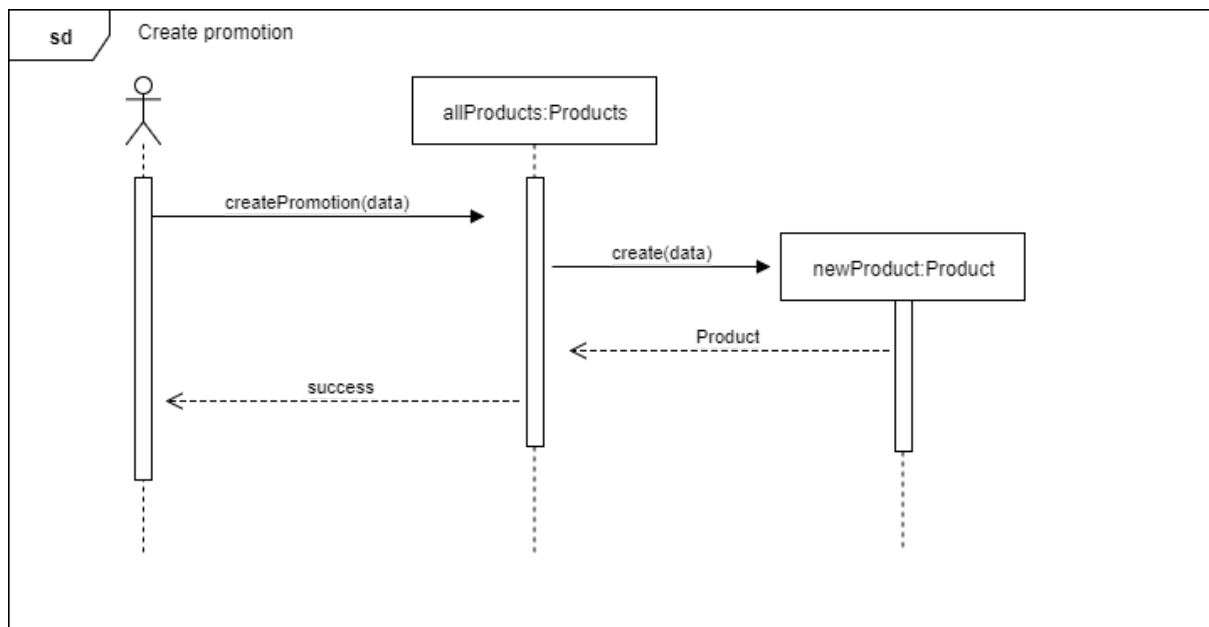 sd
Create promotion
allProducts:Products
createPromotion(data)
create(data)
newProduct:Product
Product
success